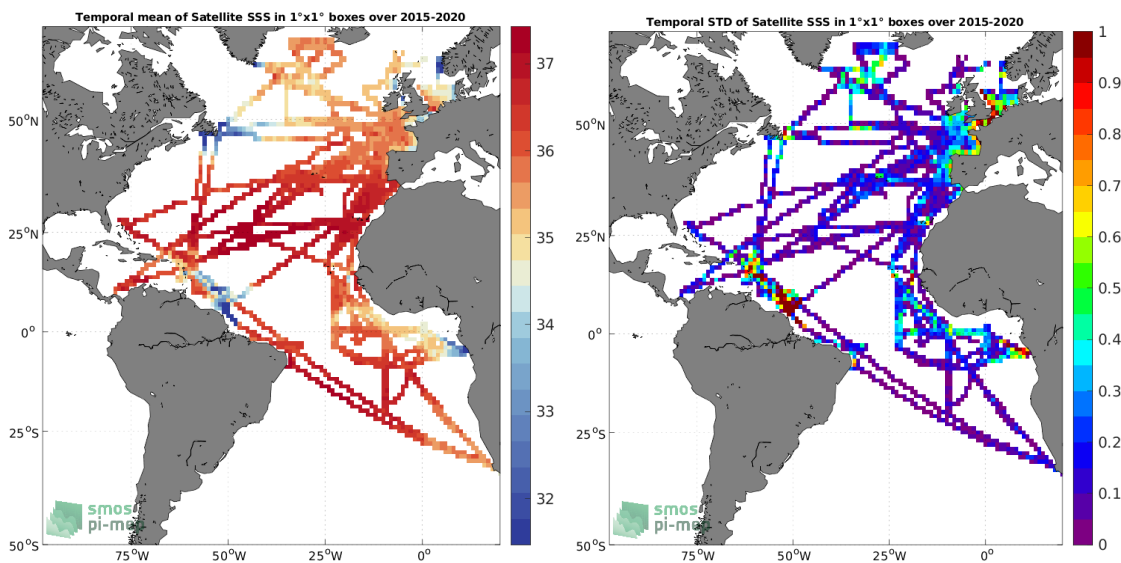 Temporal mean of Satellite SSS in 1°x1° boxes over 2015-2020
50°N
25°N
0°
25°S
50°S
75°W
50°W
25°W
0°
37
36
35
34
33
32
smos
pi-mep
Temporal STD of Satellite SSS in 1°x1° boxes over 2015-2020
50°N
25°N
0°
25°S
50°S
75°W
50°W
25°W
0°
1
0.9
0.8
0.7
0.6
0.5
0.4
0.3
0.2
0.1
0
smos
pi-mep